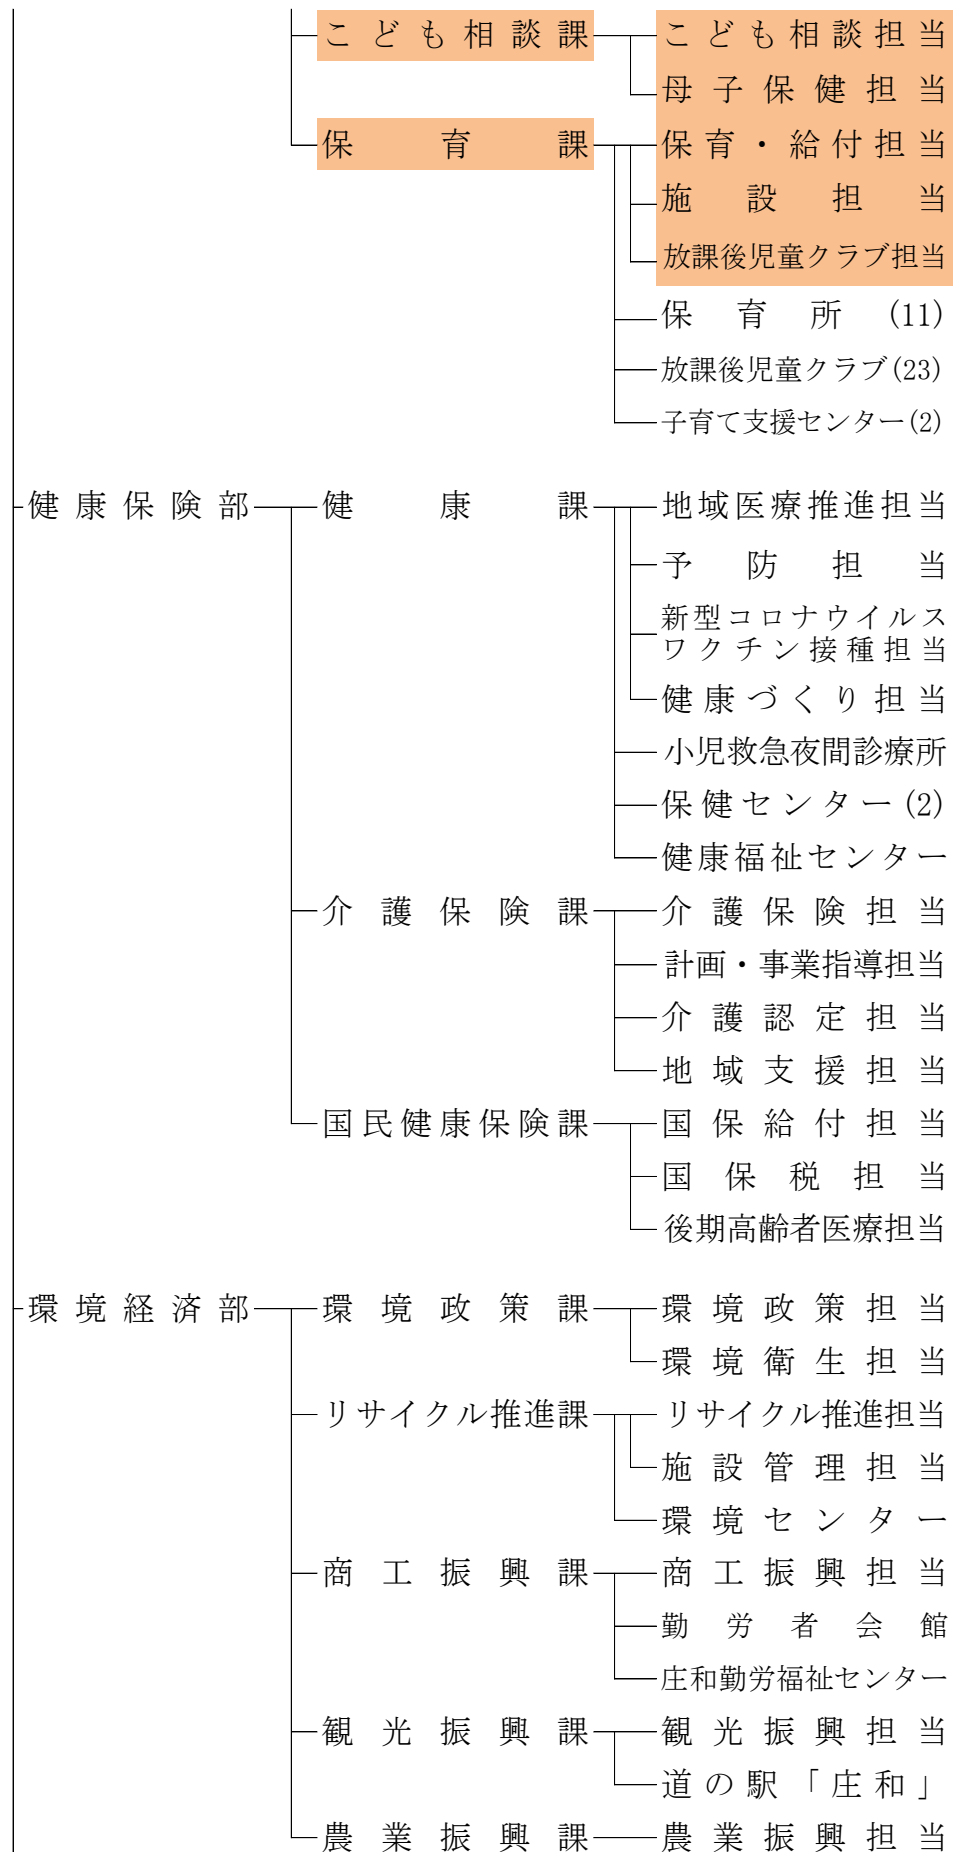 こども相談課 こども相談担当
母子保健担当
保育課 保育・給付担当
施設担当
放課後児童クラブ担当
保育所(11)
放課後児童クラブ(23)
子育て支援センター(2)
健康保険部 健康課 地域医療推進担当
予防担当
新型コロナウイルス
ワクチン接種担当
健康づくり担当
小児救急夜間診療所
保健センター(2)
健康福祉センター
介護保険課 介護保険担当
計画・事業指導担当
介護認定担当
地域支援担当
国民健康保険課 国保給付担当
国保税担当
後期高齢者医療担当
環境経済部 環境政策課 環境政策担当
環境衛生担当
リサイクル推進課 リサイクル推進担当
施設管理担当
環境センター
商工振興課 商工振興担当
勤労者会館
庄和勤労福祉センター
観光振興課 観光振興担当
道の駅「庄和」
農業振興課 農業振興担当